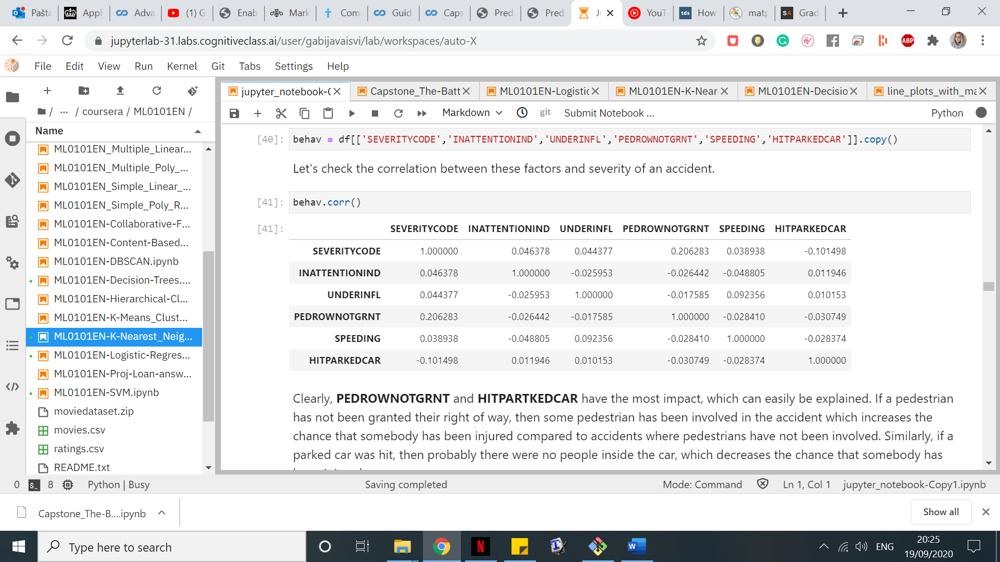 Pašta
Appl
Adva
(1) G
Enab
Mark
Com
Guid
Caps
Pred
Pred
J
YouT
tds How
matp
SA Grad
jupyterlab-31.labs.cognitiveclass.ai/user/gabijavaisvi/lab/workspaces/auto-X
ABP
File Edit View Run Kernel Git Tabs Settings Help
/ ... / coursera / ML0101EN /
Name
ML0101EN_Multiple_Linear...
ML0101EN_Multiple_Poly_...
ML0101EN_Simple_Linear_...
ML0101EN_Simple_Poly_R...
ML0101EN-Collaborative-F...
ML0101EN-Content-Based...
ML0101EN-DBSCAN.ipynb
ML0101EN-Decision-Trees....
ML0101EN-Hierarchical-Cl...
ML0101EN-K-Means_Clust...
ML0101EN-K-Nearest_Neig...
ML0101EN-Logistic-Regres...
ML0101EN-Proj-Loan-answ...
ML0101EN-SVM.ipynb
moviedataset.zip
movies.csv
ratings.csv
README.txt
jupyter_notebook-C
Capstone_The-Batt
ML0101EN-Logistic
ML0101EN-K-Near
ML0101EN-Decisio
line_plots_with_ma
Markdown git Submit Notebook ... Python
[40]: behav = df[['SEVERITYCODE','INATTENTIONIND','UNDERINFL','PEDROWNOTGRNT','SPEEDING','HITPARKEDCAR']].copy()
Let's check the correlation between these factors and severity of an accident.
[41]: behav.corr()
[41]: SEVERITYCODE INATTENTIONIND UNDERINFL PEDROWNOTGRNT SPEEDING HITPARKEDCAR
SEVERITYCODE 1.000000 0.046378 0.044377 0.206283 0.038938 -0.101498
INATTENTIONIND 0.046378 1.000000 -0.025953 -0.026442 -0.048805 0.011946
UNDERINFL 0.044377 -0.025953 1.000000 -0.017585 0.092356 0.010153
PEDROWNOTGRNT 0.206283 -0.026442 -0.017585 1.000000 -0.028410 -0.030749
SPEEDING 0.038938 -0.048805 0.092356 -0.028410 1.000000 -0.028374
HITPARKEDCAR -0.101498 0.011946 0.010153 -0.030749 -0.028374 1.000000
Clearly, PEDROWNOTGRNT and HITPARTKEDCAR have the most impact, which can easily be explained. If a pedestrian
has not been granted their right of way, then some pedestrian has been involved in the accident which increases the
chance that somebody has been injured compared to accidents where pedestrians have not been involved. Similarly, if a
parked car was hit, then probably there were no people inside the car, which decreases the chance that somebody has
0 $_ 8 Python | Busy Saving completed Mode: Command Ln 1, Col 1 jupyter_notebook-Copy1.ipynb
Capstone_The-B....ipynb
Show all
Type here to search
N
T
W
ENG
20:25
19/09/2020